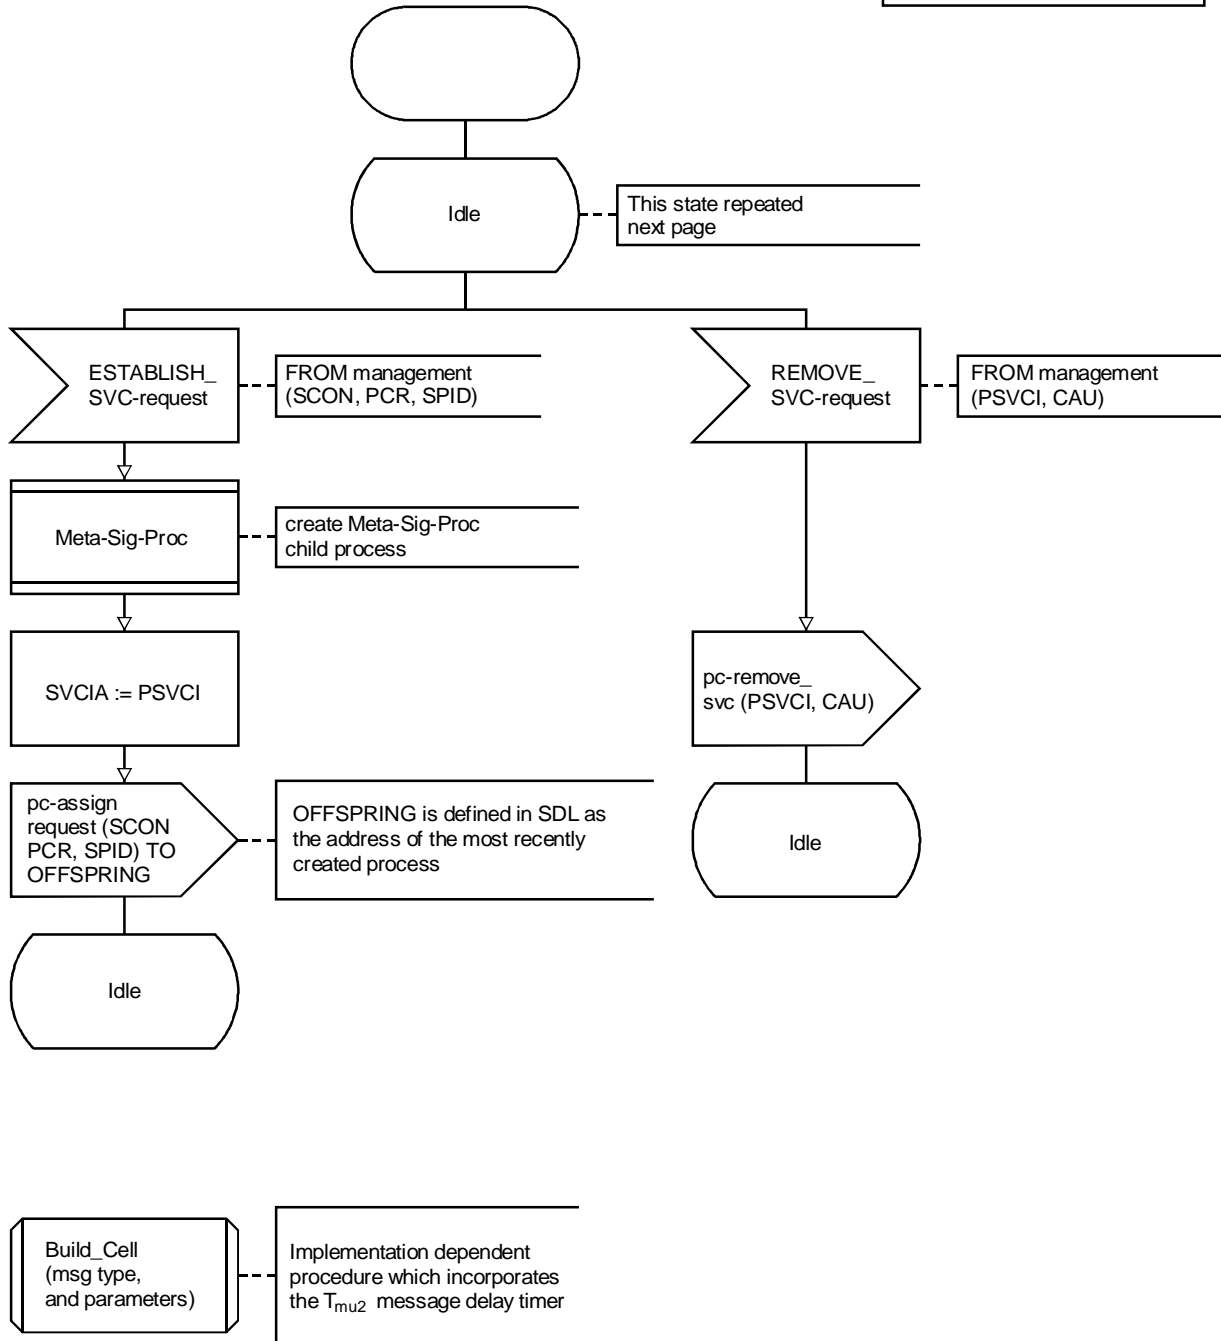 Idle
This state repeated
next page
ESTABLISH_
SVC-request
FROM management
(SCON, PCR, SPID)
REMOVE_
SVC-request
FROM management
(PSVCI, CAU)
Meta-Sig-Proc
create Meta-Sig-Proc
child process
SVCIA := PSVCI
pc-remove_
svc (PSVCI, CAU)
pc-assign
request (SCON
PCR, SPID) TO
OFFSPRING
OFFSPRING is defined in SDL as
the address of the most recently
created process
Idle
Idle
Build_Cell
(msg type,
and parameters)
Implementation dependent
procedure which incorporates
the Tmu2 message delay timer